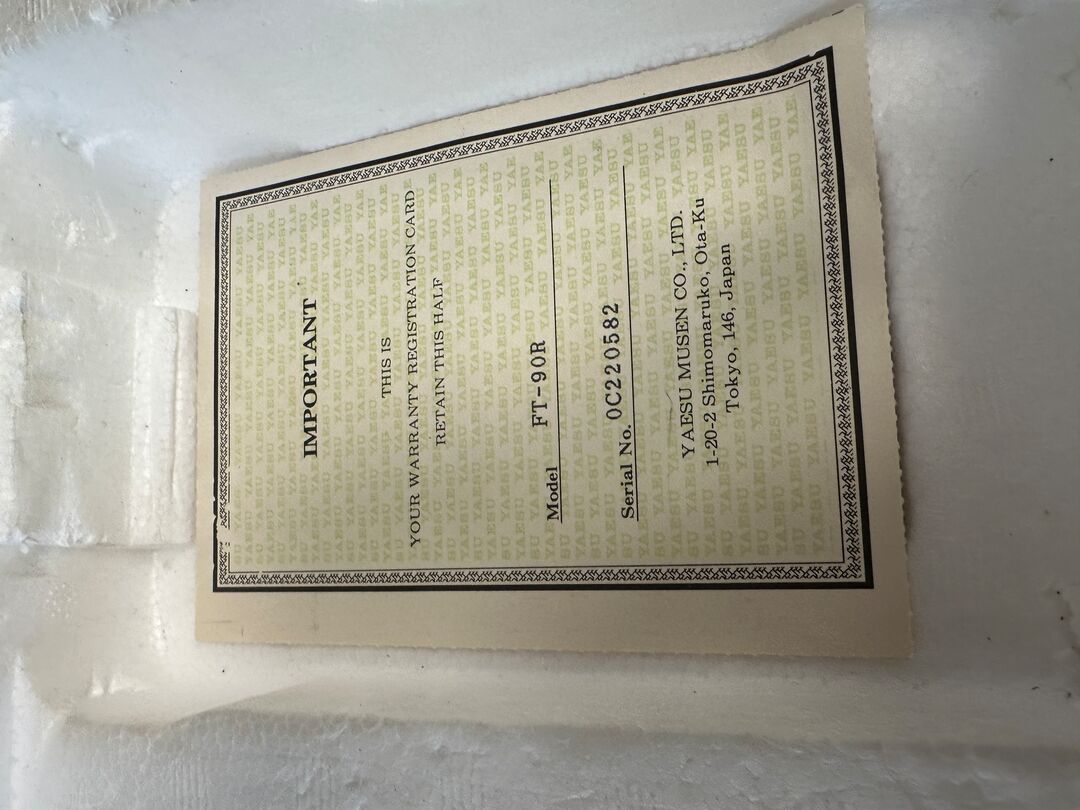 IMPORTANT
THIS IS
YOUR WARRANTY REGISTRATION CARD
RETAIN THIS HALF
Model FT-90R
Serial No. 0C220582
YAESU MUSEN CO., LTD.
1-20-2 Shimomaruko, Ota-Ku
Tokyo, 146, Japan